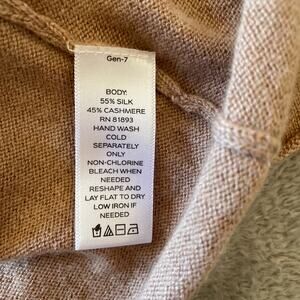 Gen-7
BODY:
55% SILK
45% CASHMERE
RN 81893
HAND WASH
COLD
SEPARATELY
ONLY
NON-CHLORINE
BLEACH WHEN
NEEDED
RESHAPE AND
LAY FLAT TO DRY
LOW IRON IF
NEEDED